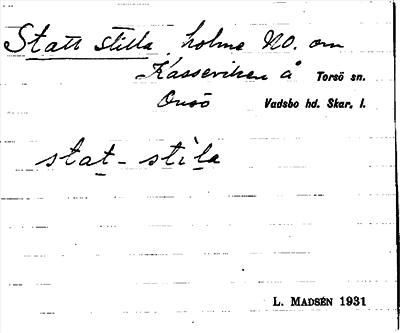 Statt stilla, holme NO. om
Kasseviken å Torsö sn.
Onsö Vadsbo hd. Skar. l.
stat- stila
L. MADSÉN 1931